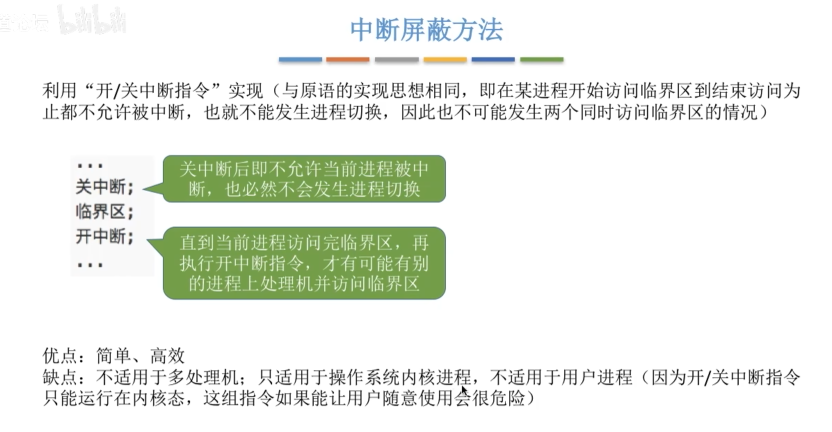 bilibili
中断屏蔽方法
利用“开/关中断指令”实现（与原语的实现思想相同，即在某进程开始访问临界区到结束访问为
止都不允许被中断，也就不能发生进程切换，因此也不可能发生两个同时访问临界区的情况）
...
关中断;
临界区;
开中断;
...
关中断后即不允许当前进程被中
断，也必然不会发生进程切换
直到当前进程访问完临界区，再
执行开中断指令，才有可能有别
的进程上处理机并访问临界区
优点：简单、高效
缺点：不适用于多处理机；只适用于操作系统内核进程，不适用于用户进程（因为开/关中断指令
只能运行在内核态，这组指令如果能让用户随意使用会很危险）